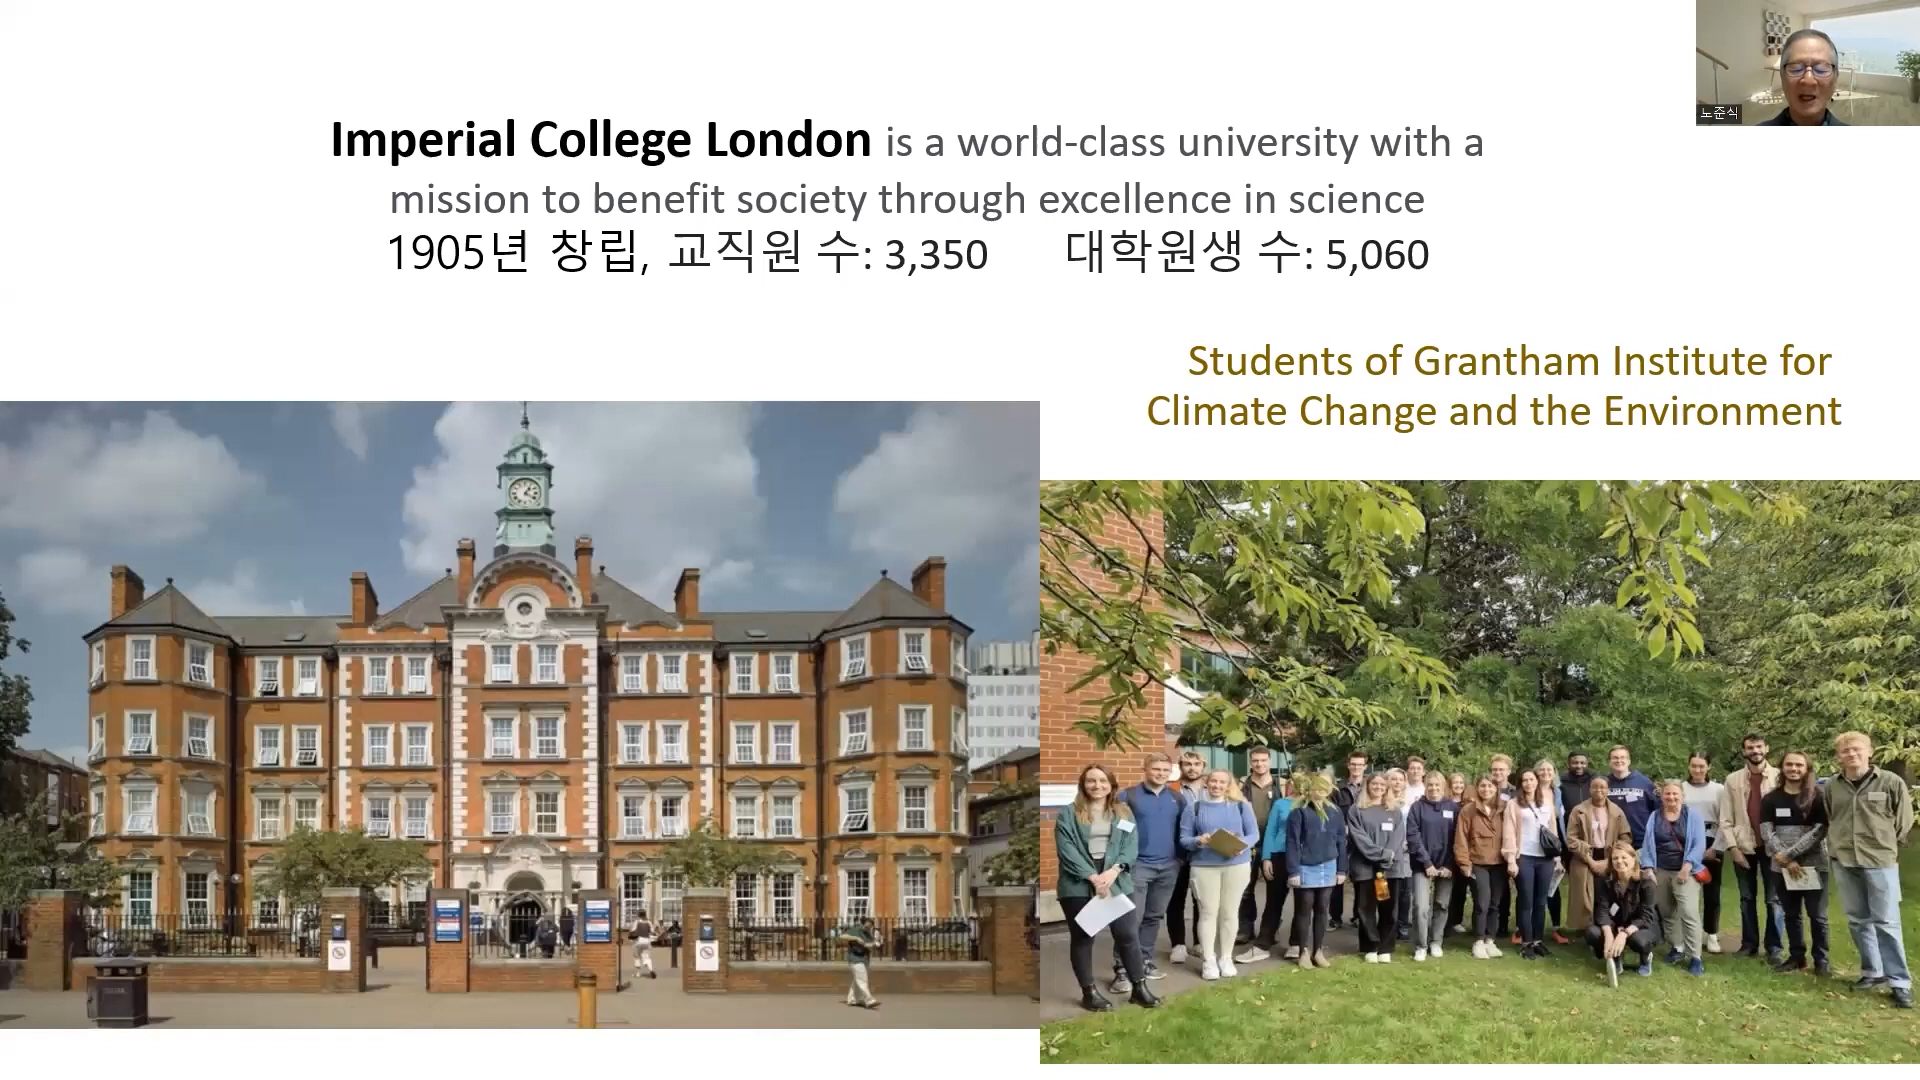 Imperial College London is a world-class university with a
mission to benefit society through excellence in science
1905년 창립, 교직원 수: 3,350 대학원생 수: 5,060
Students of Grantham Institute for
Climate Change and the Environment
노준식